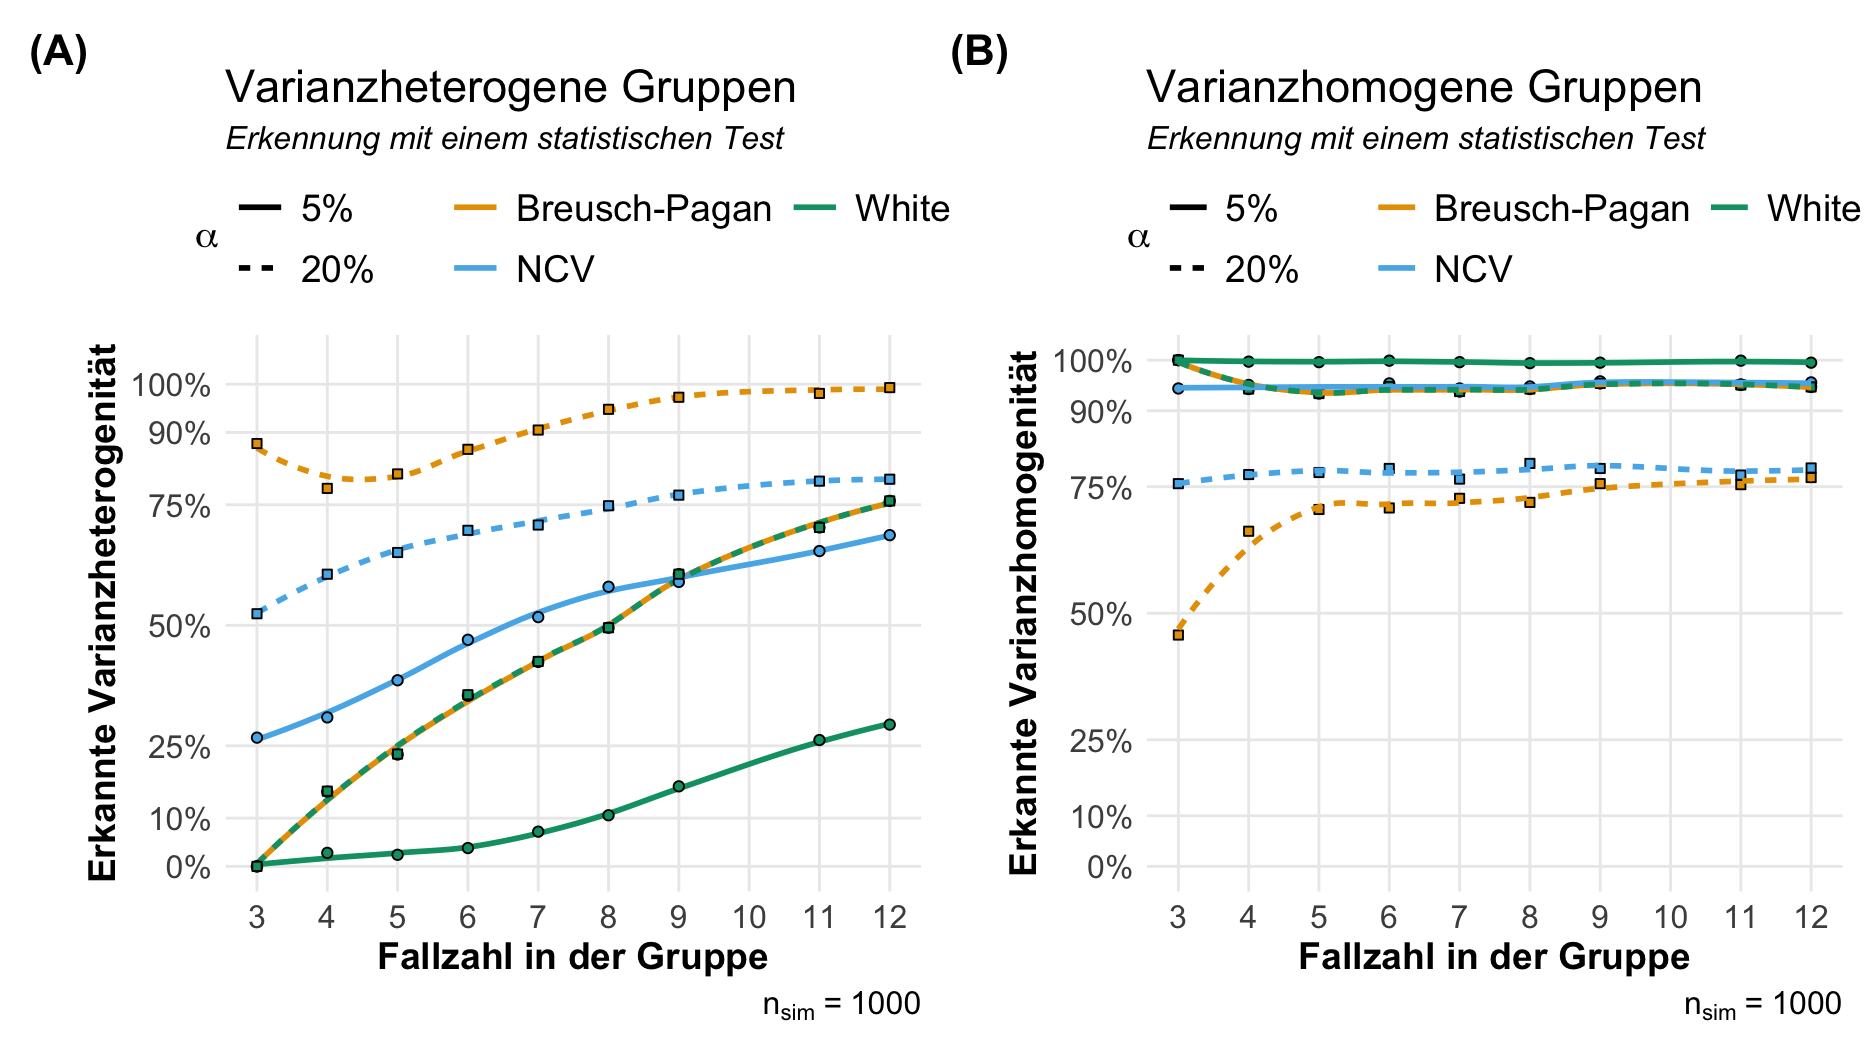 (A)
Varianzheterogene Gruppen
Erkennung mit einem statistischen Test
α
5%
20%
Breusch-Pagan
NCV
White
Erkannte Varianzheterogenität
100%
90%
75%
50%
25%
10%
0%
3 4 5 6 7 8 9 10 11 12
Fallzahl in der Gruppe
nsim = 1000
(B)
Varianzhomogene Gruppen
Erkennung mit einem statistischen Test
α
5%
20%
Breusch-Pagan
NCV
White
Erkannte Varianzhomogenität
100%
90%
75%
50%
25%
10%
0%
3 4 5 6 7 8 9 10 11 12
Fallzahl in der Gruppe
nsim = 1000